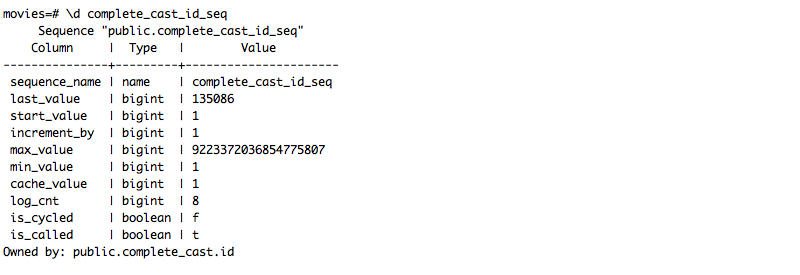 movies=# \d complete_cast_id_seq
     Sequence "public.complete_cast_id_seq"
    Column     |  Type   |        Value
---------------+---------+----------------------
 sequence_name | name    | complete_cast_id_seq
 last_value    | bigint  | 135086
 start_value   | bigint  | 1
 increment_by  | bigint  | 1
 max_value     | bigint  | 9223372036854775807
 min_value     | bigint  | 1
 cache_value   | bigint  | 1
 log_cnt       | bigint  | 8
 is_cycled     | boolean | f
 is_called     | boolean | t
Owned by: public.complete_cast.id